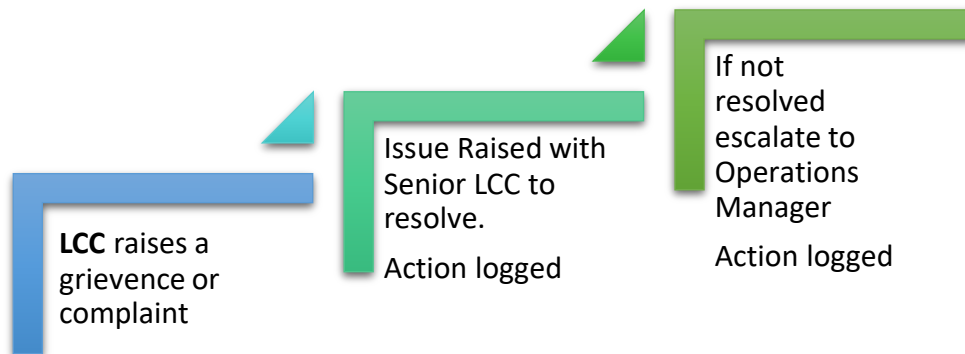 LCC raises a
grievence or
complaint
Issue Raised with
Senior LCC to
resolve.
Action logged
If not
resolved
escalate to
Operations
Manager
Action logged